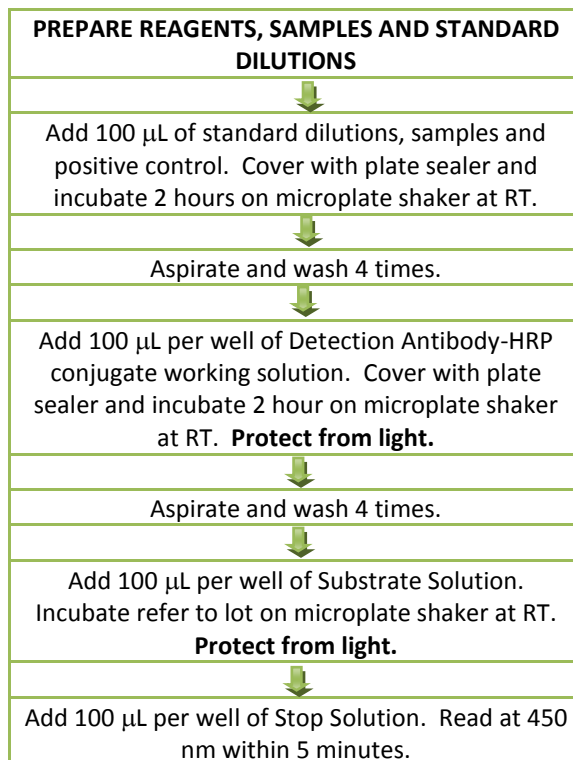 PREPARE REAGENTS, SAMPLES AND STANDARD
DILUTIONS
Add 100 µL of standard dilutions, samples and
positive control.  Cover with plate sealer and
incubate 2 hours on microplate shaker at RT.
Aspirate and wash 4 times.
Add 100 µL per well of Detection Antibody-HRP
conjugate working solution.  Cover with plate
sealer and incubate 2 hour on microplate shaker
at RT.  Protect from light.
Aspirate and wash 4 times.
Add 100 µL per well of Substrate Solution.
Incubate refer to lot on microplate shaker at RT.
Protect from light.
Add 100 µL per well of Stop Solution.  Read at 450
nm within 5 minutes.